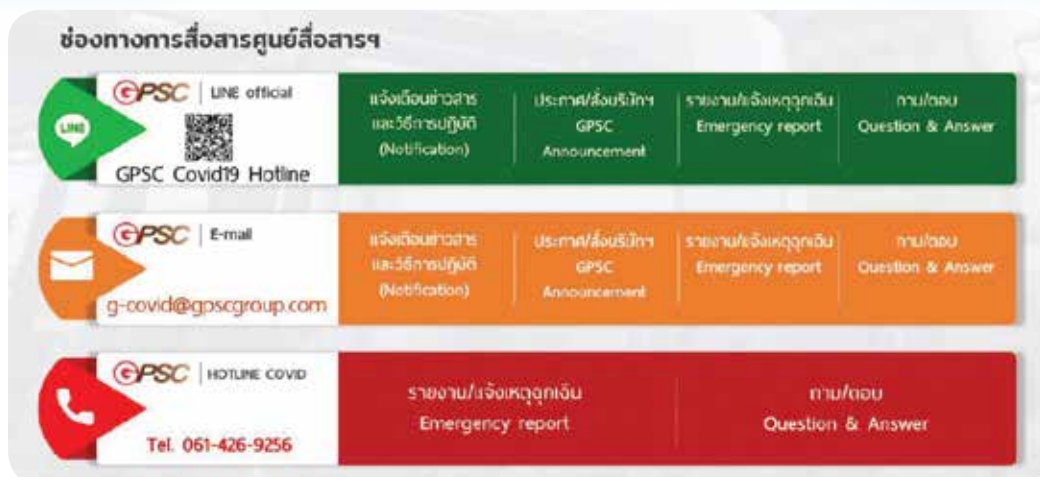 ช่องทางการสื่อสารศูนย์สื่อสารฯ
GPSC LINE official
LINE
GPSC Covid19 Hotline
แจ้งเตือนข่าวสาร
และวิธีการปฏิบัติ
(Notification)
ประกาศ/สั่งบริษัทฯ
GPSC
Announcement
รายงาน/แจ้งเหตุฉุกเฉิน
Emergency report
ถาม/ตอบ
Question & Answer
GPSC E-mail
g-covid@gpscgroup.com
แจ้งเตือนข่าวสาร
และวิธีการปฏิบัติ
(Notification)
ประกาศ/สั่งบริษัทฯ
GPSC
Announcement
รายงาน/แจ้งเหตุฉุกเฉิน
Emergency report
ถาม/ตอบ
Question & Answer
GPSC HOTLINE COVID
Tel. 061-426-9256
รายงาน/แจ้งเหตุฉุกเฉิน
Emergency report
ถาม/ตอบ
Question & Answer